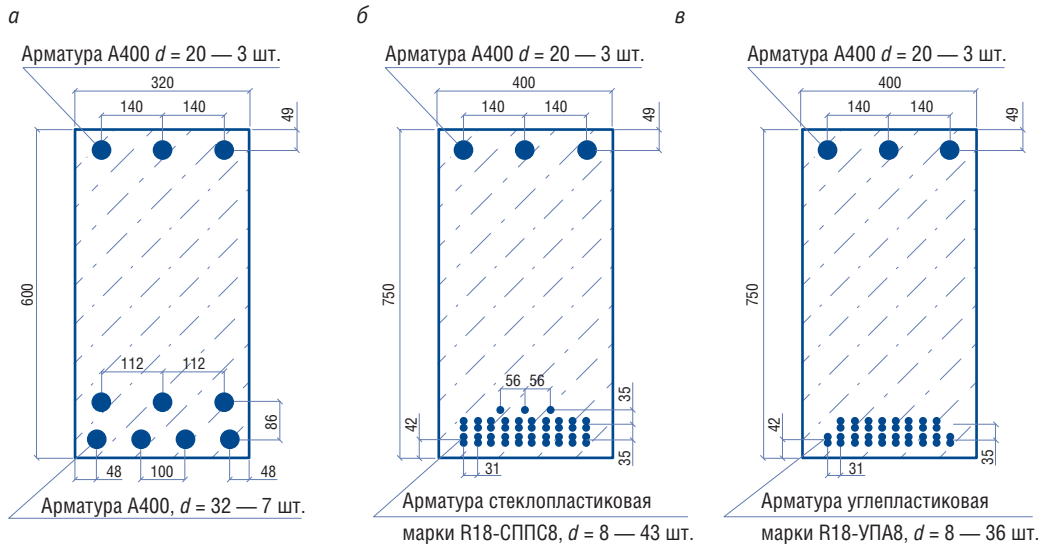 а
Арматура А400 d = 20 — 3 шт.
320
140
140
49
600
112
112
86
48
100
48
Арматура А400, d = 32 — 7 шт.
б
Арматура А400 d = 20 — 3 шт.
400
140
140
49
750
56
56
35
42
35
31
Арматура стеклопластиковая
марки R18-СППС8, d = 8 — 43 шт.
в
Арматура А400 d = 20 — 3 шт.
400
140
140
49
750
42
35
31
Арматура углепластиковая
марки R18-УПА8, d = 8 — 36 шт.